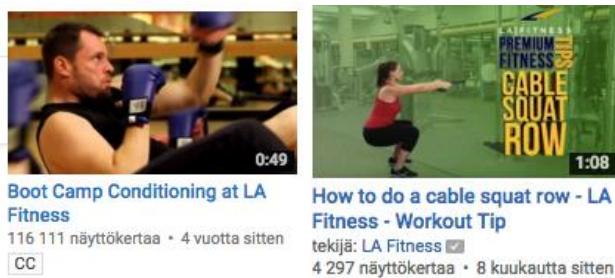 0:49
Boot Camp Conditioning at LA
Fitness
116 111 näyttökertaa • 4 vuotta sitten
CC
LA FITNESS
PREMIUM
FITNESS
TIPS
CABLE
SQUAT
ROW
1:08
How to do a cable squat row - LA
Fitness - Workout Tip
tekijä: LA Fitness
4 297 näyttökertaa • 8 kuukautta sitten